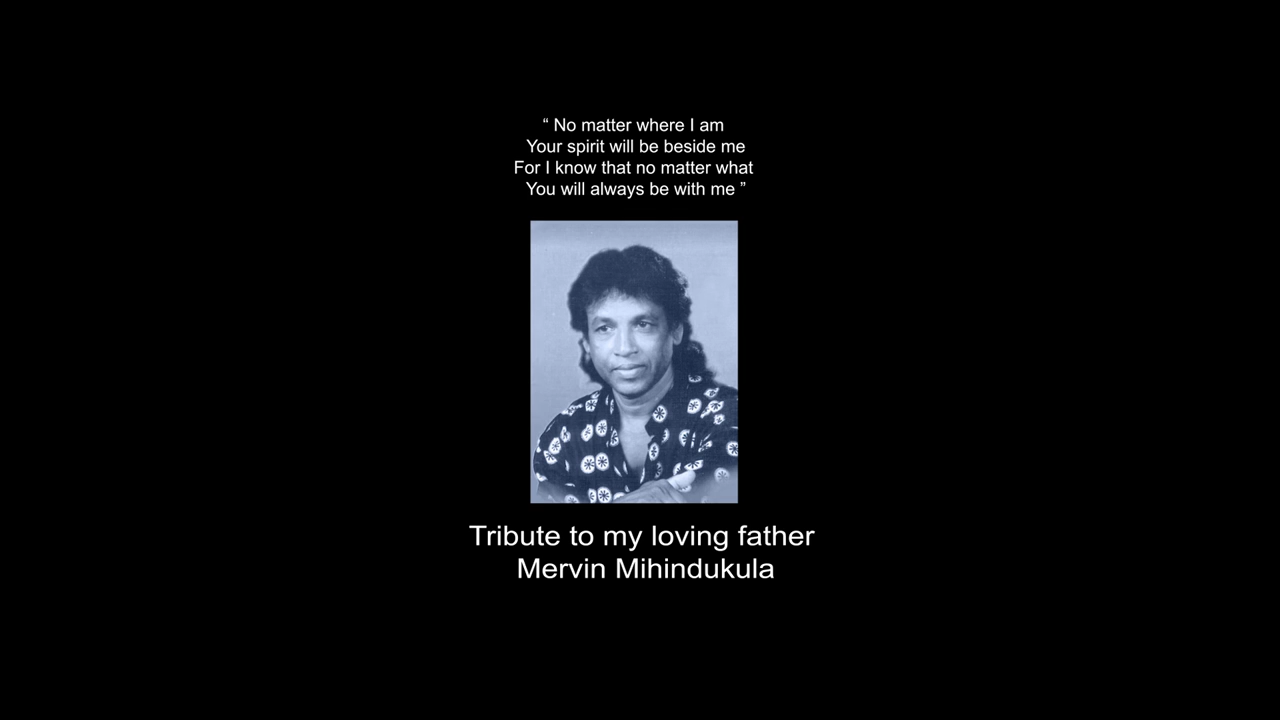 “ No matter where I am
Your spirit will be beside me
For I know that no matter what
You will always be with me ”
Tribute to my loving father
Mervin Mihindukula